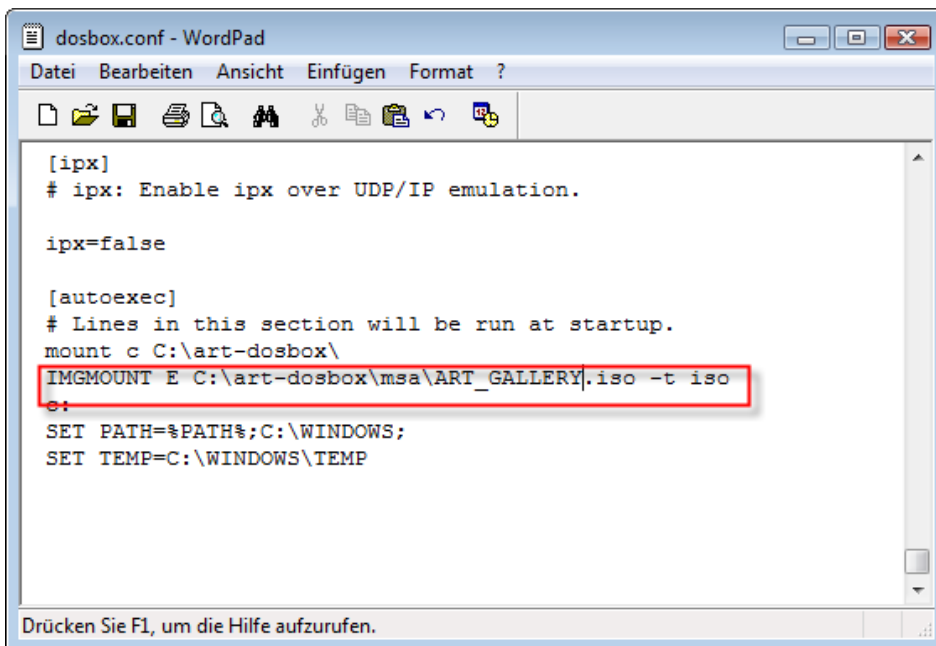 dosbox.conf - WordPad
Datei Bearbeiten Ansicht Einfügen Format ?
[ipx]
# ipx: Enable ipx over UDP/IP emulation.
ipx=false
[autoexec]
# Lines in this section will be run at startup.
mount c C:\art-dosbox\
IMGMOUNT E C:\art-dosbox\msa\ART_GALLERY.iso -t iso
c:
SET PATH=%PATH%;C:\WINDOWS;
SET TEMP=C:\WINDOWS\TEMP
Drücken Sie F1, um die Hilfe aufzurufen.